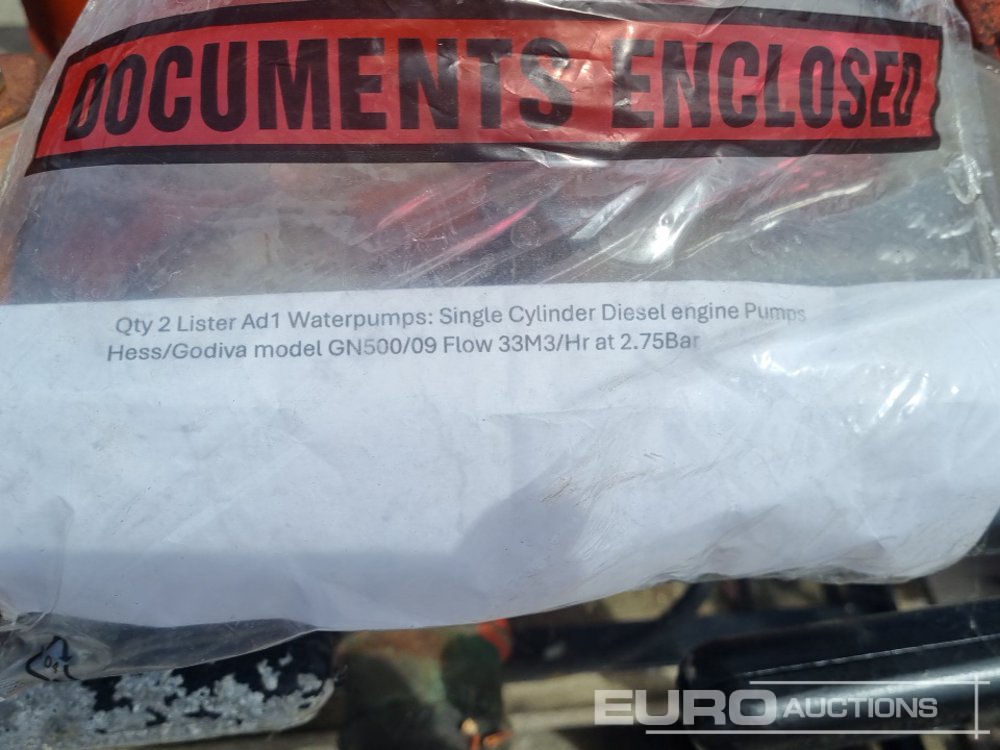 DOCUMENTS ENCLOSED
Qty 2 Lister Ad1 Waterpumps: Single Cylinder Diesel engine Pumps
Hess/Godiva model GN500/09 Flow 33M3/Hr at 2.75Bar
04
EURO AUCTIONS